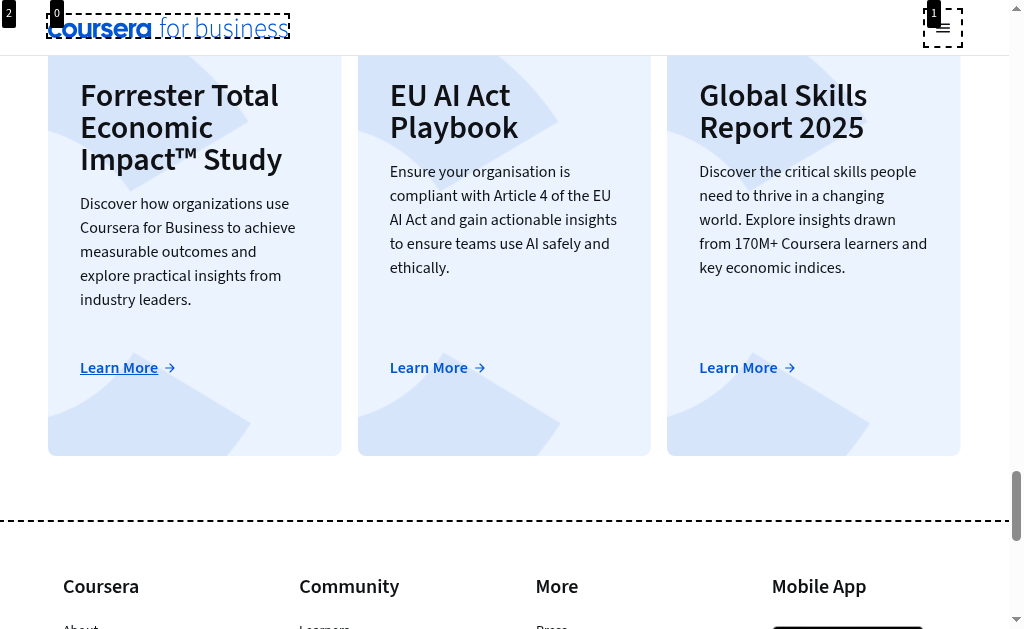 2
0
coursera for business
1
Forrester Total
Economic
Impact™ Study
Discover how organizations use
Coursera for Business to achieve
measurable outcomes and
explore practical insights from
industry leaders.
Learn More →
EU AI Act
Playbook
Ensure your organisation is
compliant with Article 4 of the EU
AI Act and gain actionable insights
to ensure teams use AI safely and
ethically.
Learn More →
Global Skills
Report 2025
Discover the critical skills people
need to thrive in a changing
world. Explore insights drawn
from 170M+ Coursera learners and
key economic indices.
Learn More →
Coursera
Community
More
Mobile App
About
Learners
Press